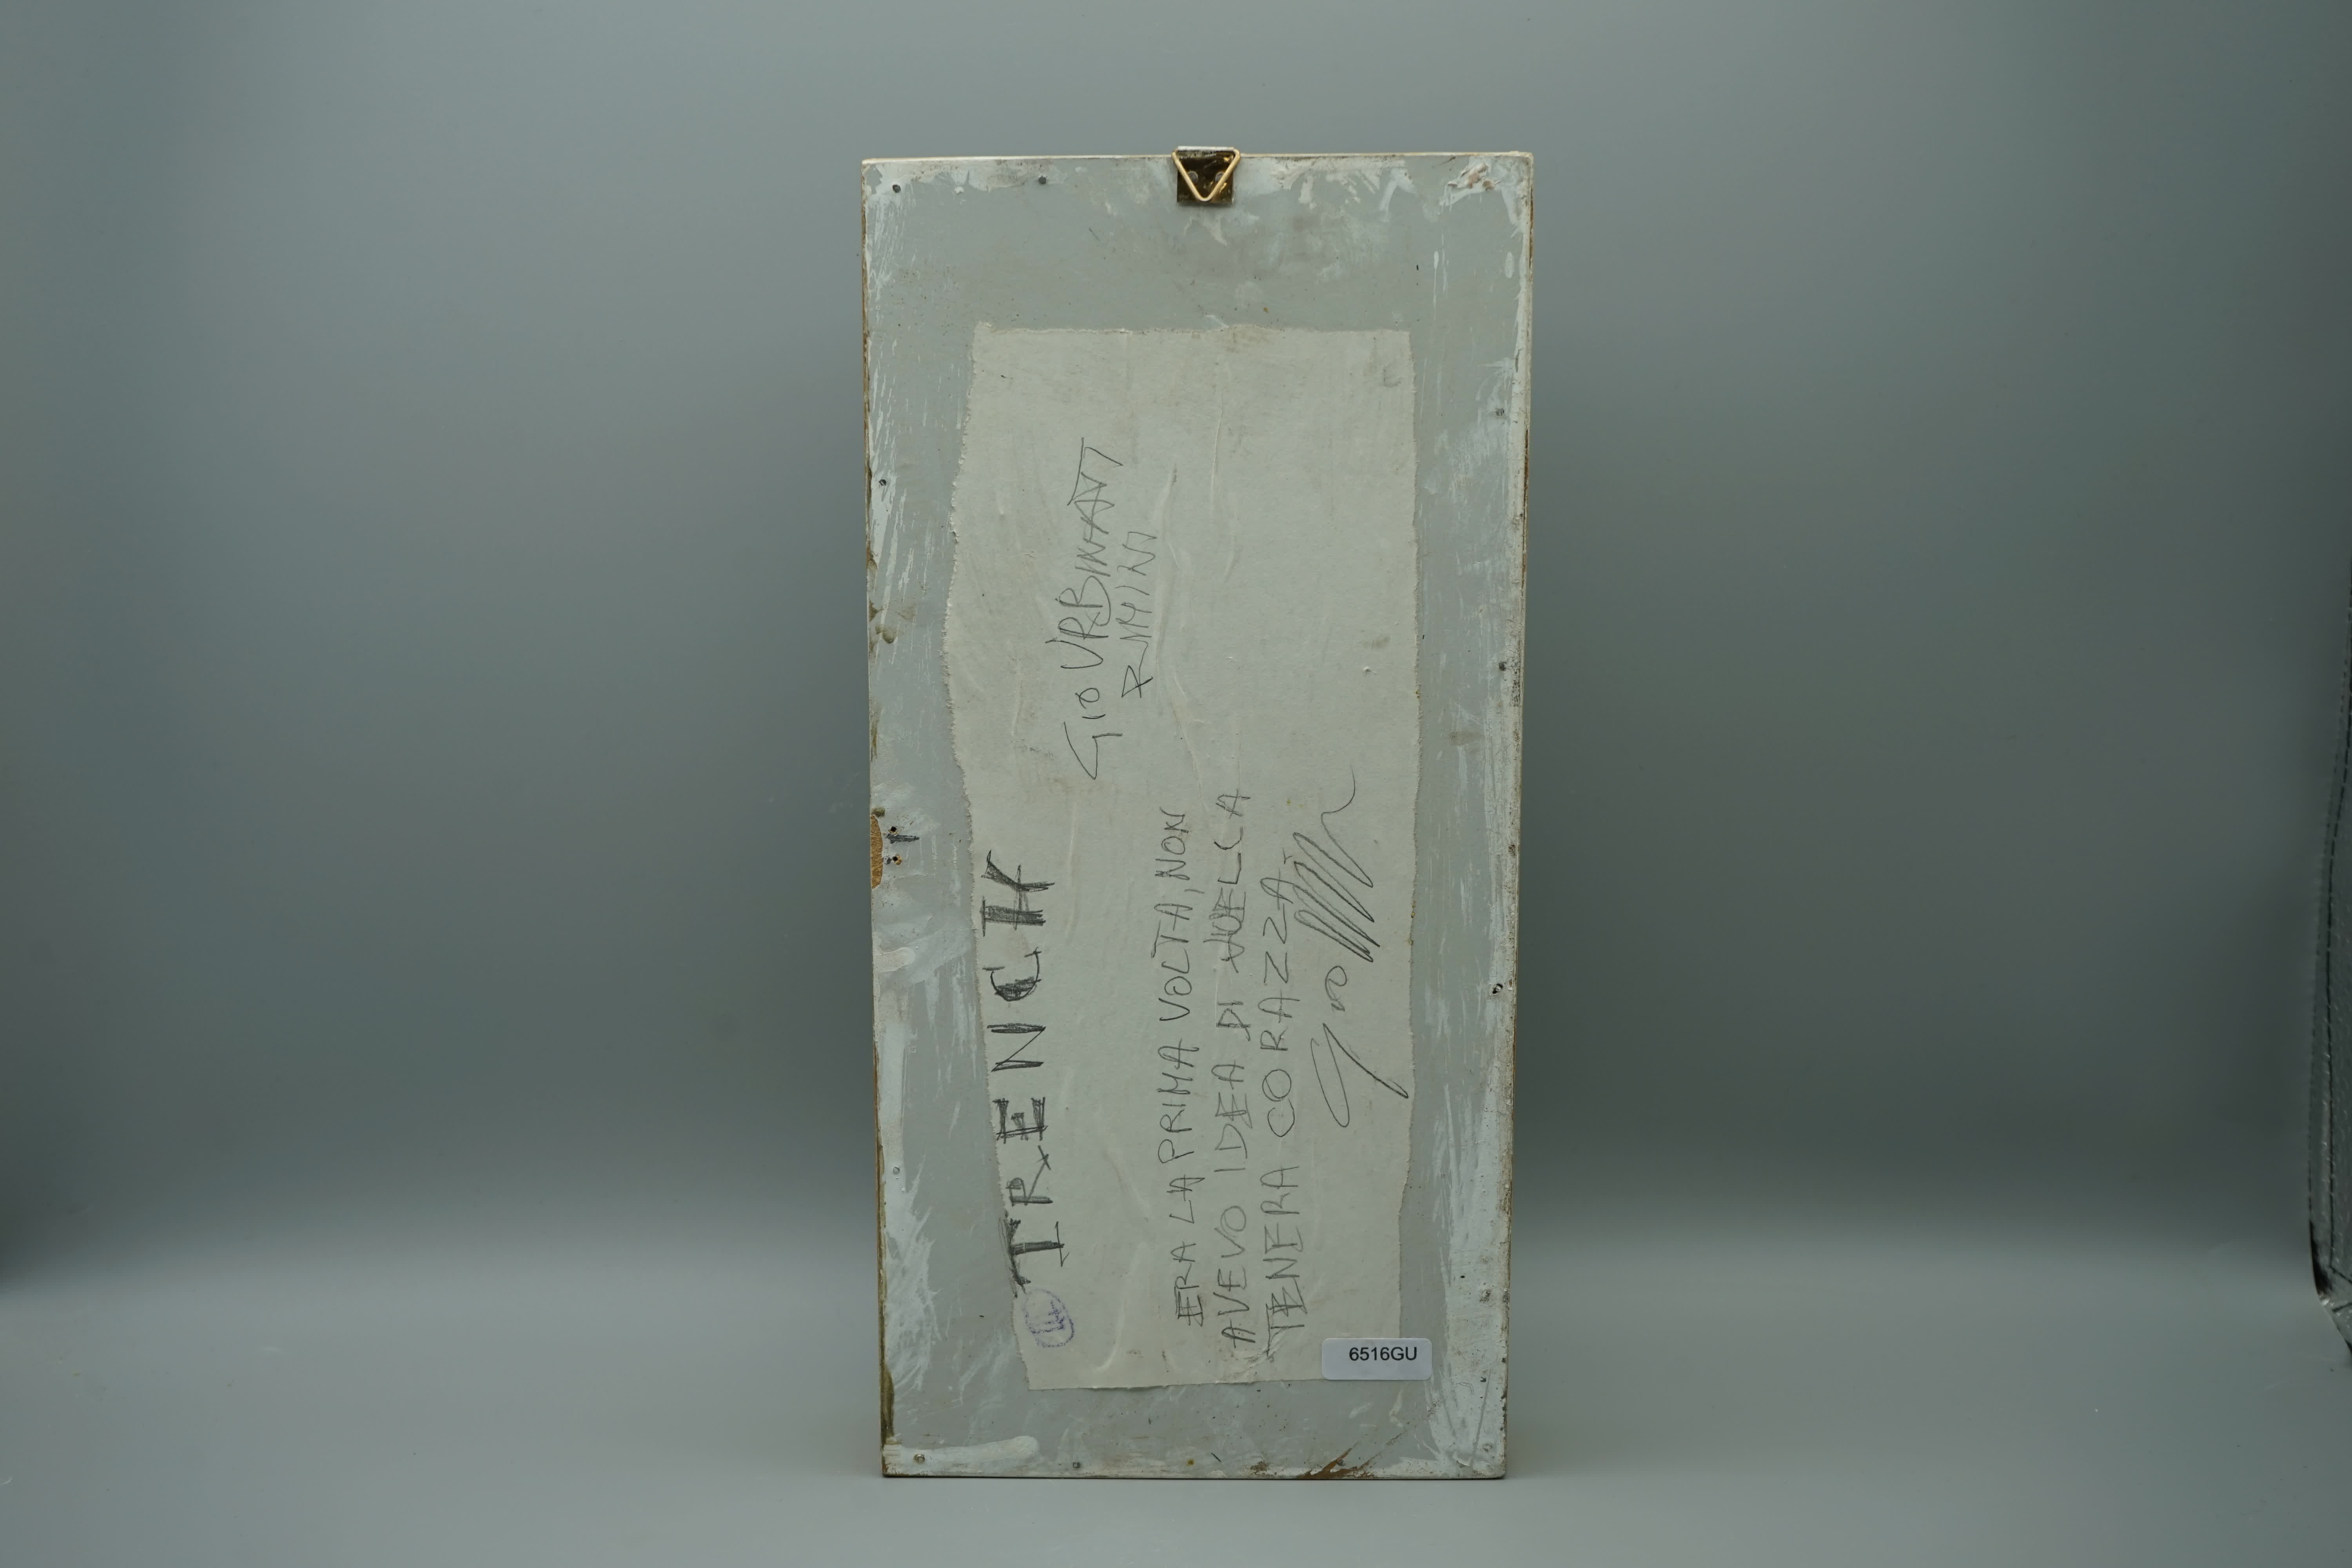 TRENCH
GIO URBINATI
RIMINI
ERA LA PRIMA VOLTA, NON
AVEVO IDEA DI QUELLA
TENERA CORAZZA
6516GU